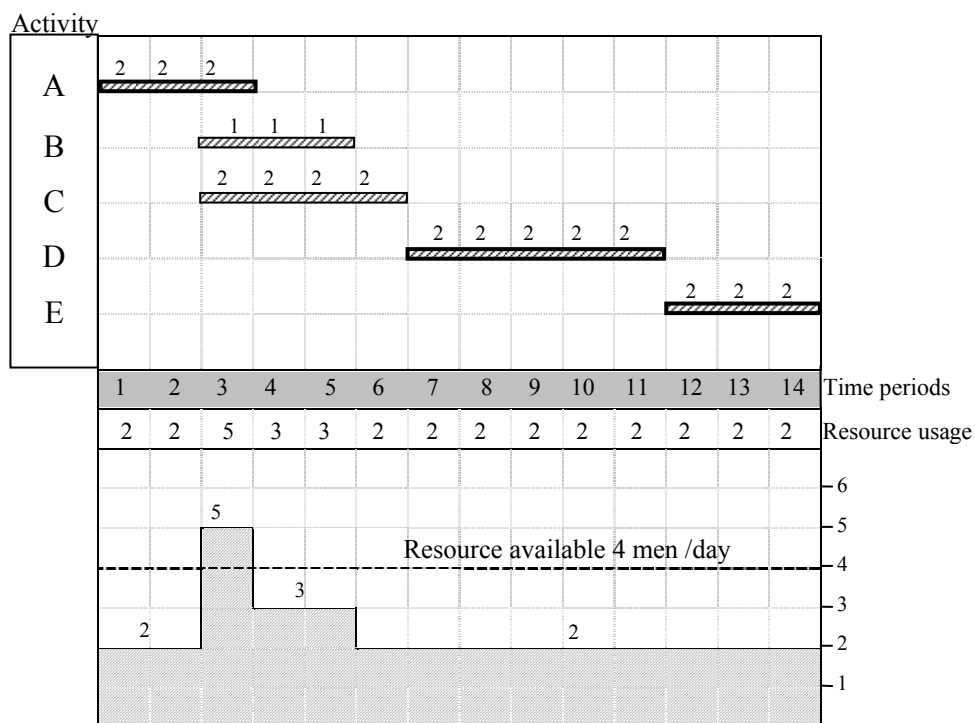 Activity
2 2 2
A
1 1 1
B
2 2 2 2
C
2 2 2 2 2
D
2 2 2
E
1 2 3 4 5 6 7 8 9 10 11 12 13 14 Time periods
2 2 5 3 3 2 2 2 2 2 2 2 2 2 Resource usage
6
5 5
Resource available 4 men /day
4
3
3
2 2
2
1